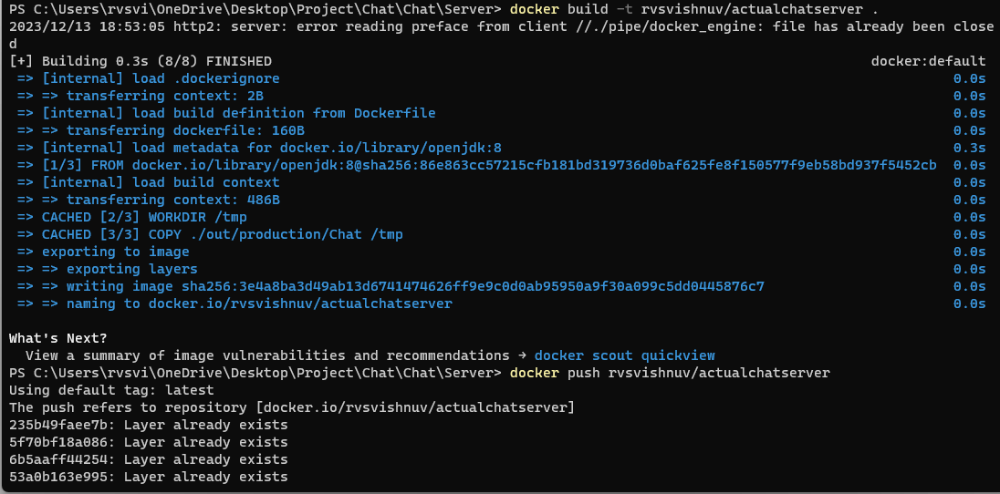 PS C:\Users\rvsvi\OneDrive\Desktop\Project\Chat\Chat\Server> docker build -t rvsvishnuv/actualchatserver .
2023/12/13 18:53:05 http2: server: error reading preface from client //./pipe/docker_engine: file has already been close
d
[+] Building 0.3s (8/8) FINISHED docker:default
=> [internal] load .dockerignore 0.0s
=> => transferring context: 2B 0.0s
=> [internal] load build definition from Dockerfile 0.0s
=> => transferring dockerfile: 160B 0.0s
=> [internal] load metadata for docker.io/library/openjdk:8 0.3s
=> [1/3] FROM docker.io/library/openjdk:8@sha256:86e863cc57215cfb181bd319736d0baf625fe8f150577f9eb58bd937f5452cb 0.0s
=> [internal] load build context 0.0s
=> => transferring context: 486B 0.0s
=> CACHED [2/3] WORKDIR /tmp 0.0s
=> CACHED [3/3] COPY ./out/production/Chat /tmp 0.0s
=> exporting to image 0.0s
=> => exporting layers 0.0s
=> => writing image sha256:3e4a8ba3d49ab13d6741474626ff9e9c0d0ab95950a9f30a099c5dd0445876c7 0.0s
=> => naming to docker.io/rvsvishnuv/actualchatserver 0.0s
What's Next?
View a summary of image vulnerabilities and recommendations → docker scout quickview
PS C:\Users\rvsvi\OneDrive\Desktop\Project\Chat\Chat\Server> docker push rvsvishnuv/actualchatserver
Using default tag: latest
The push refers to repository [docker.io/rvsvishnuv/actualchatserver]
235b49faee7b: Layer already exists
5f70bf18a086: Layer already exists
6b5aaff44254: Layer already exists
53a0b163e995: Layer already exists